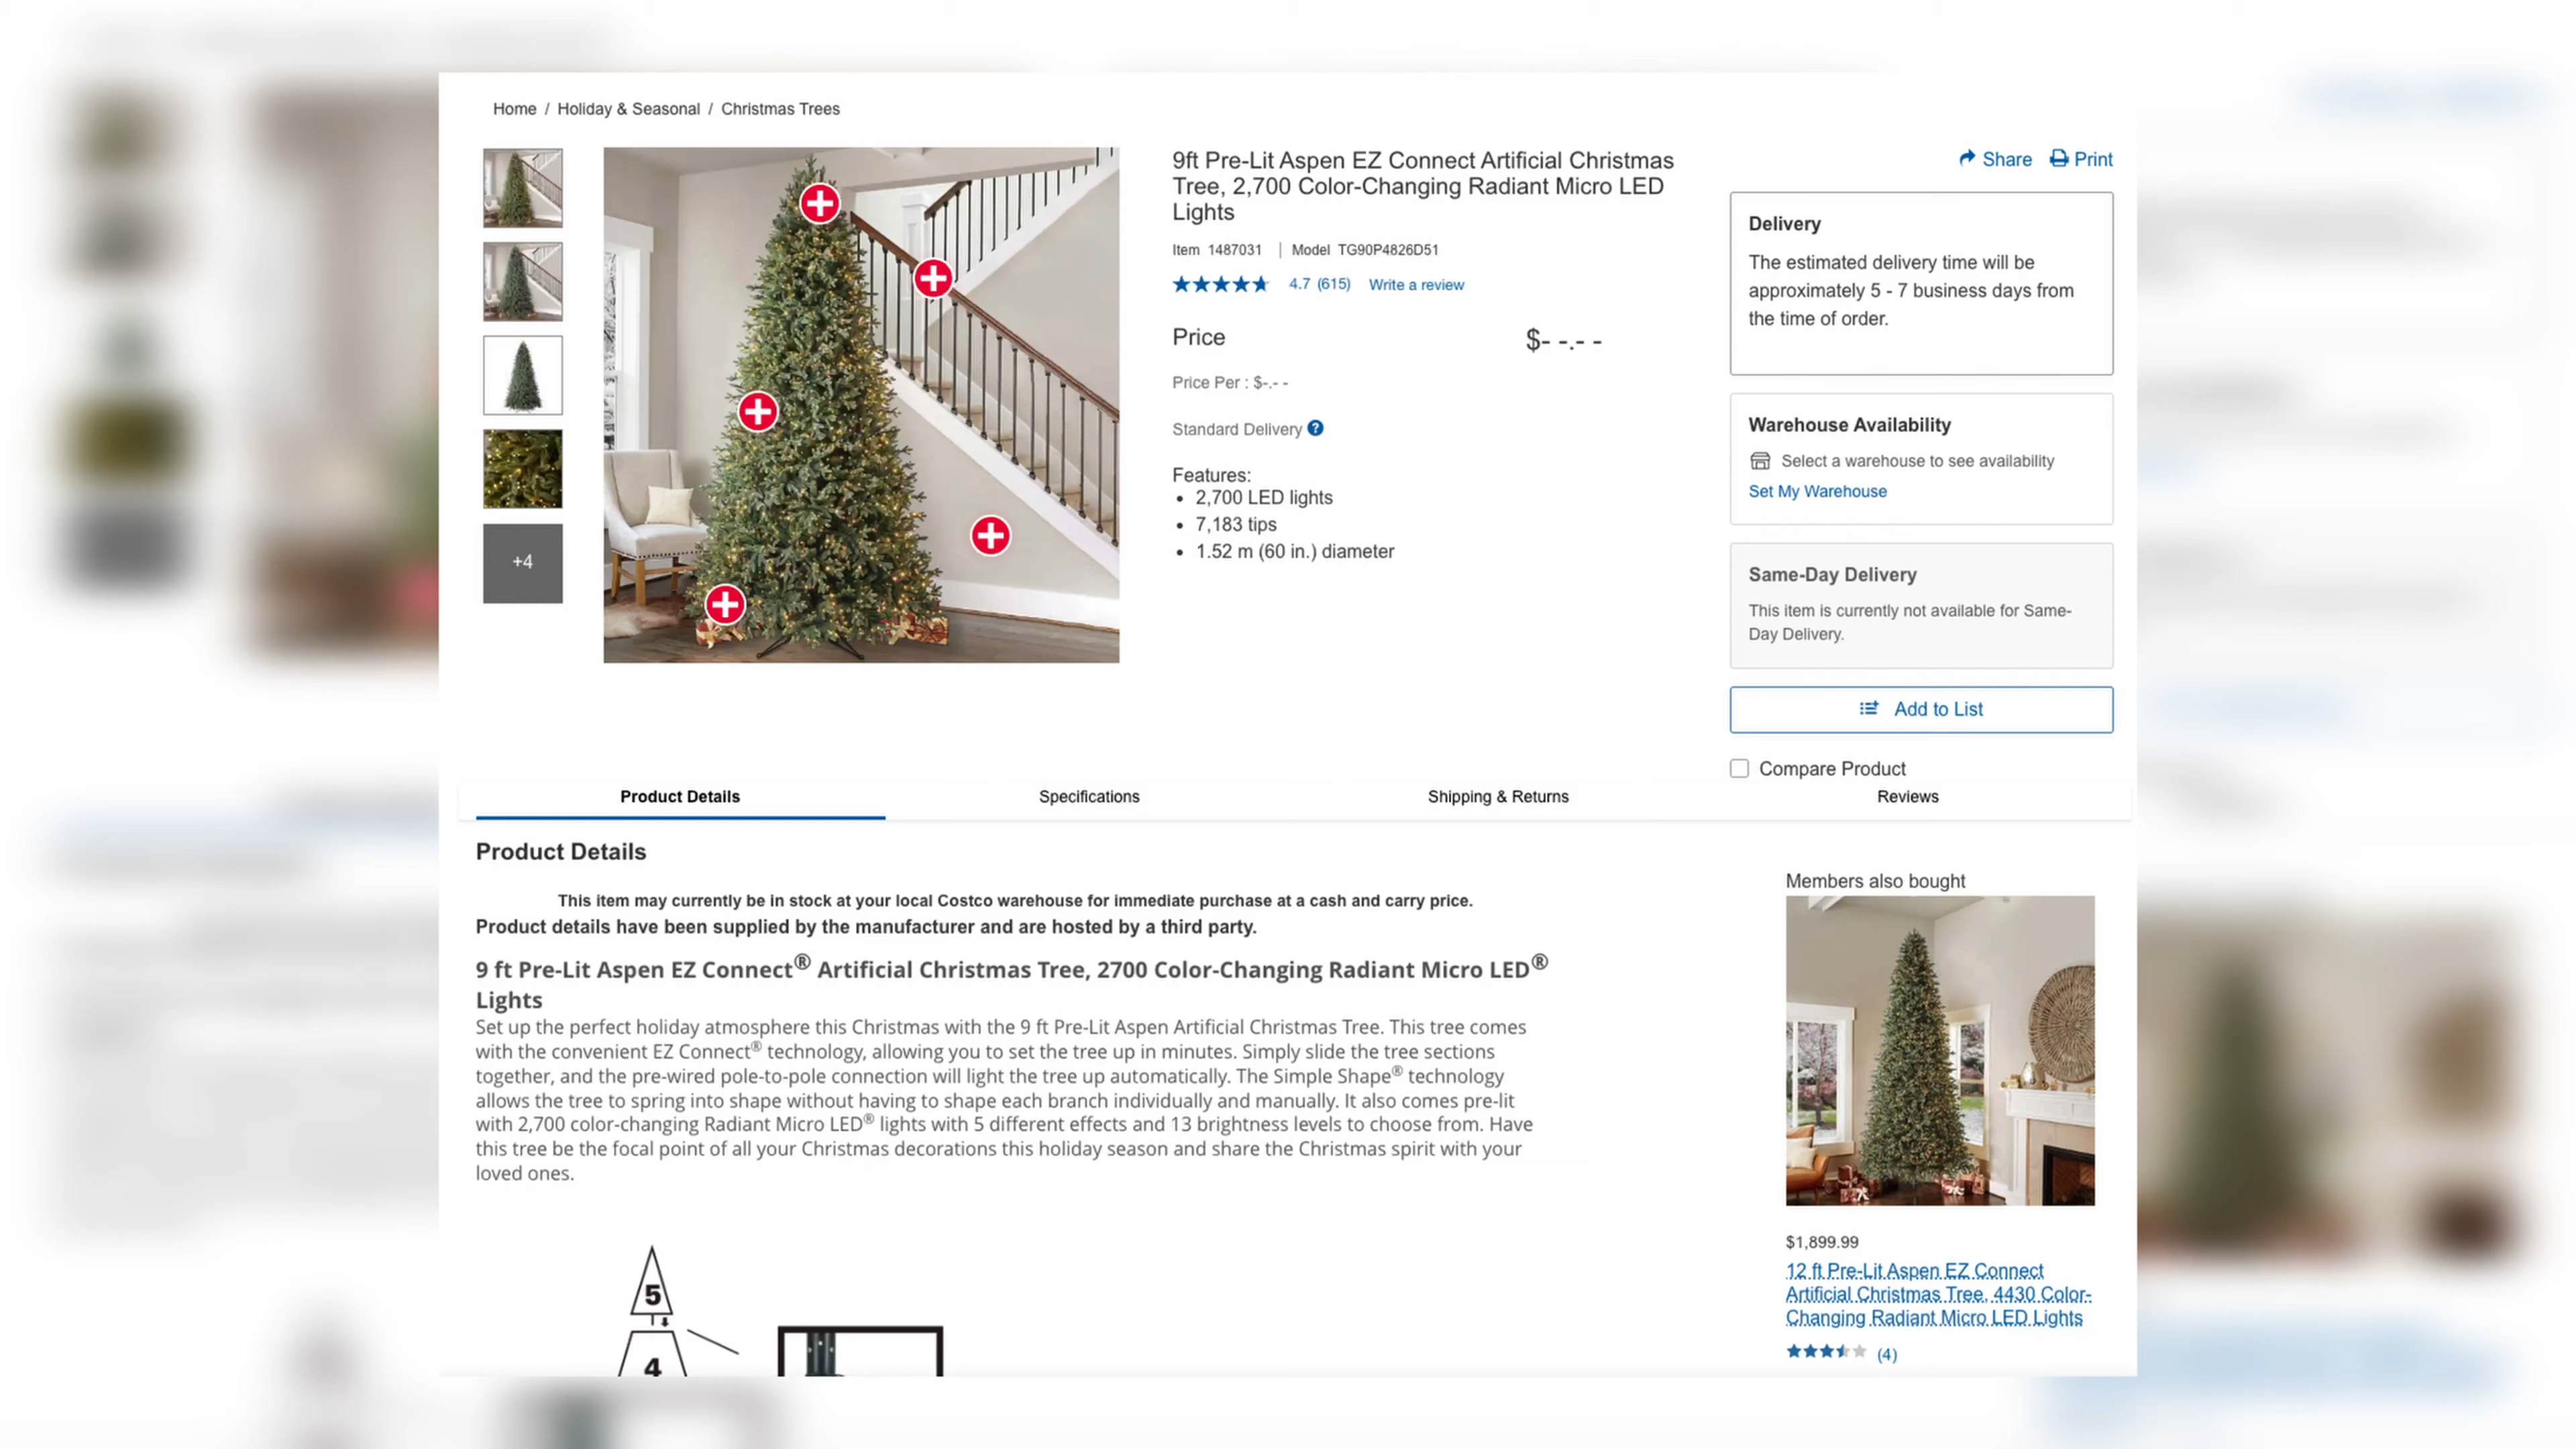 Home / Holiday & Seasonal / Christmas Trees
+4
9ft Pre-Lit Aspen EZ Connect Artificial Christmas
Tree, 2,700 Color-Changing Radiant Micro LED
Lights
Item 1487031 | Model TG90P4826D51
4.7 (615) Write a review
Price $- -.- -
Price Per : $-.- -
Standard Delivery ?
Features:
• 2,700 LED lights
• 7,183 tips
• 1.52 m (60 in.) diameter
Share Print
Delivery
The estimated delivery time will be
approximately 5 - 7 business days from
the time of order.
Warehouse Availability
Select a warehouse to see availability
Set My Warehouse
Same-Day Delivery
This item is currently not available for Same-
Day Delivery.
Add to List
Compare Product
Product Details Specifications Shipping & Returns Reviews
Product Details
This item may currently be in stock at your local Costco warehouse for immediate purchase at a cash and carry price.
Product details have been supplied by the manufacturer and are hosted by a third party.
9 ft Pre-Lit Aspen EZ Connect® Artificial Christmas Tree, 2700 Color-Changing Radiant Micro LED®
Lights
Set up the perfect holiday atmosphere this Christmas with the 9 ft Pre-Lit Aspen Artificial Christmas Tree. This tree comes
with the convenient EZ Connect® technology, allowing you to set the tree up in minutes. Simply slide the tree sections
together, and the pre-wired pole-to-pole connection will light the tree up automatically. The Simple Shape® technology
allows the tree to spring into shape without having to shape each branch individually and manually. It also comes pre-lit
with 2,700 color-changing Radiant Micro LED® lights with 5 different effects and 13 brightness levels to choose from. Have
this tree be the focal point of all your Christmas decorations this holiday season and share the Christmas spirit with your
loved ones.
5
4
Members also bought
$1,899.99
12 ft Pre-Lit Aspen EZ Connect
Artificial Christmas Tree, 4430 Color-
Changing Radiant Micro LED Lights
(4)